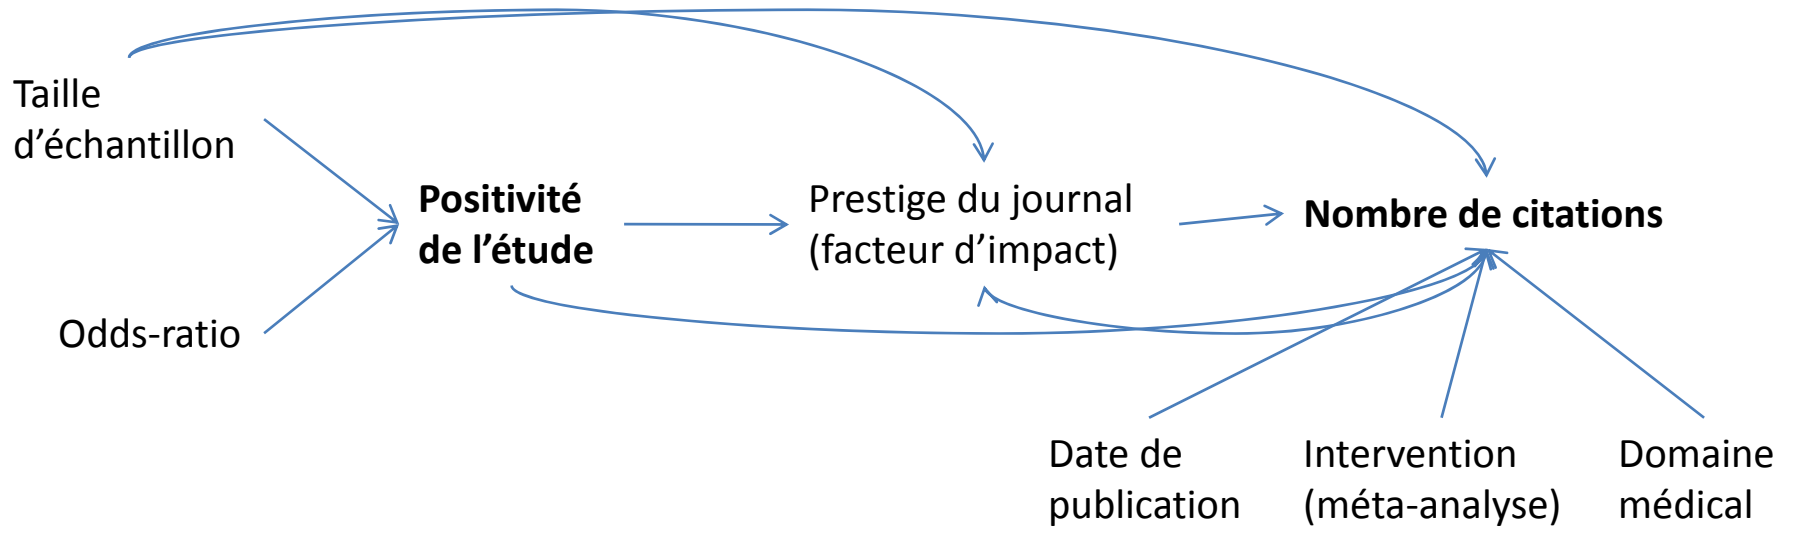 Taille
d’échantillon
Positivité
de l’étude
Prestige du journal
(facteur d’impact)
Nombre de citations
Odds-ratio
Date de
publication
Intervention
(méta-analyse)
Domaine
médical